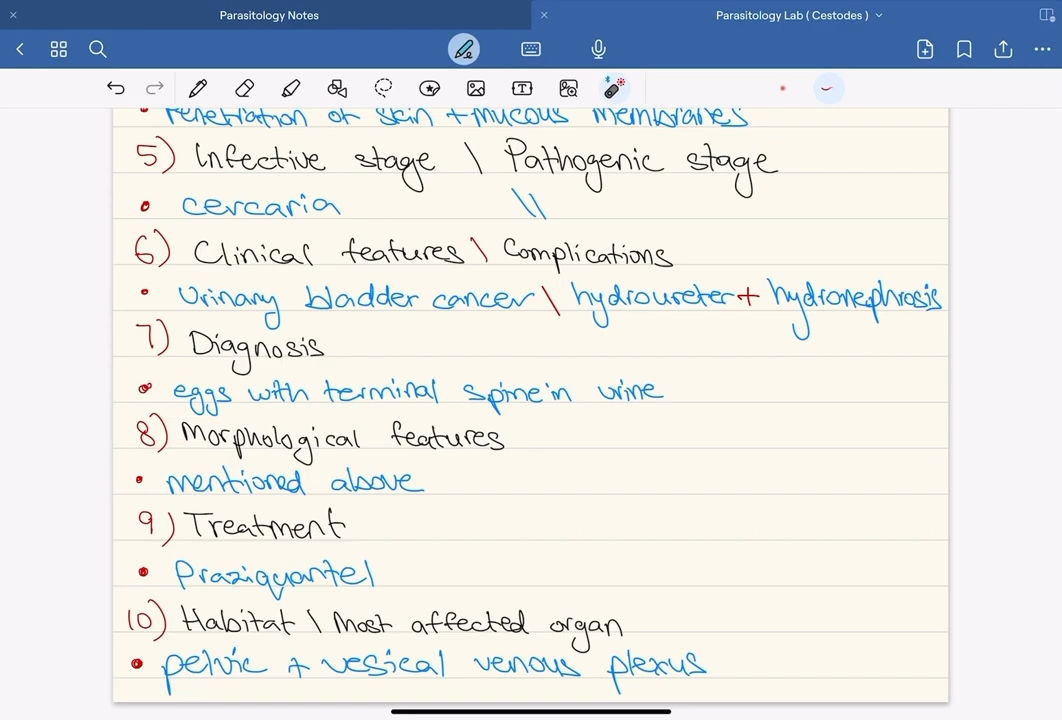 Parasitology Notes
Parasitology Lab ( Cestodes )
Penetration of skin + mucous membranes
5) Infective stage \ Pathogenic stage
• cercaria \\
6) Clinical features \ Complications
• Urinary bladder cancer \ hydroureter + hydronephrosis
7) Diagnosis
• eggs with terminal spine in urine
8) Morphological features
• mentioned above
9) Treatment
• Praziquantel
10) Habitat \ Most affected organ
• pelvic + vesical venous plexus